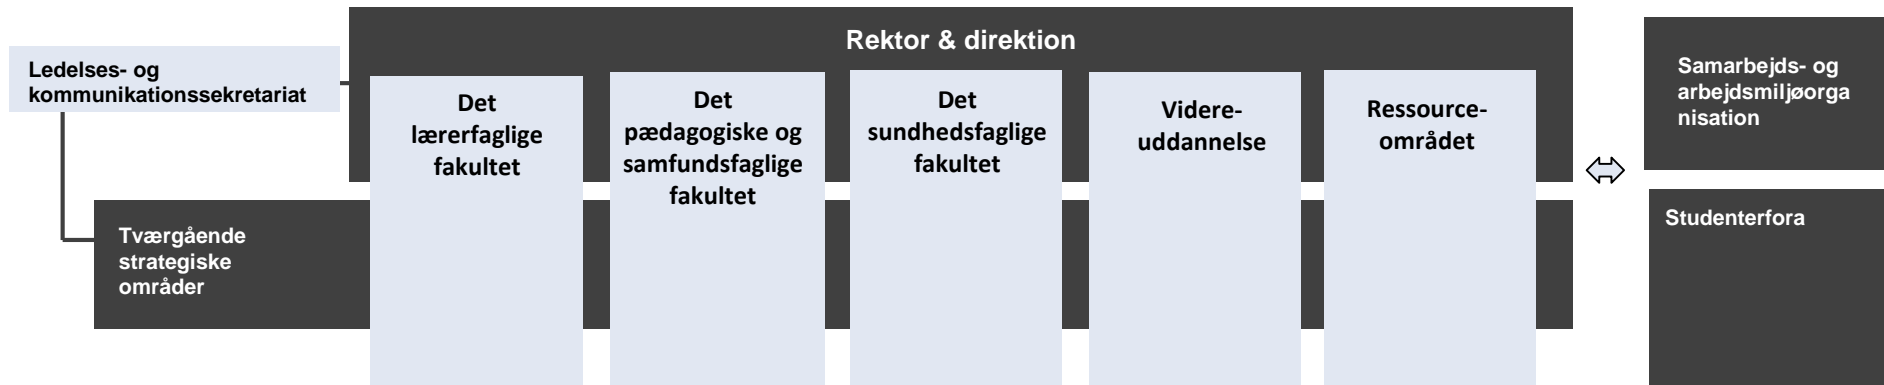 Rektor & direktion
Ledelses- og
kommunikationssekretariat
Det
lærerfaglige
fakultet
Det
pædagogiske og
samfundsfaglige
fakultet
Det
sundhedsfaglige
fakultet
Videre-
uddannelse
Ressource-
området
Samarbejds- og
arbejdsmiljøorga
nisation
Tværgående
strategiske
områder
Studenterfora